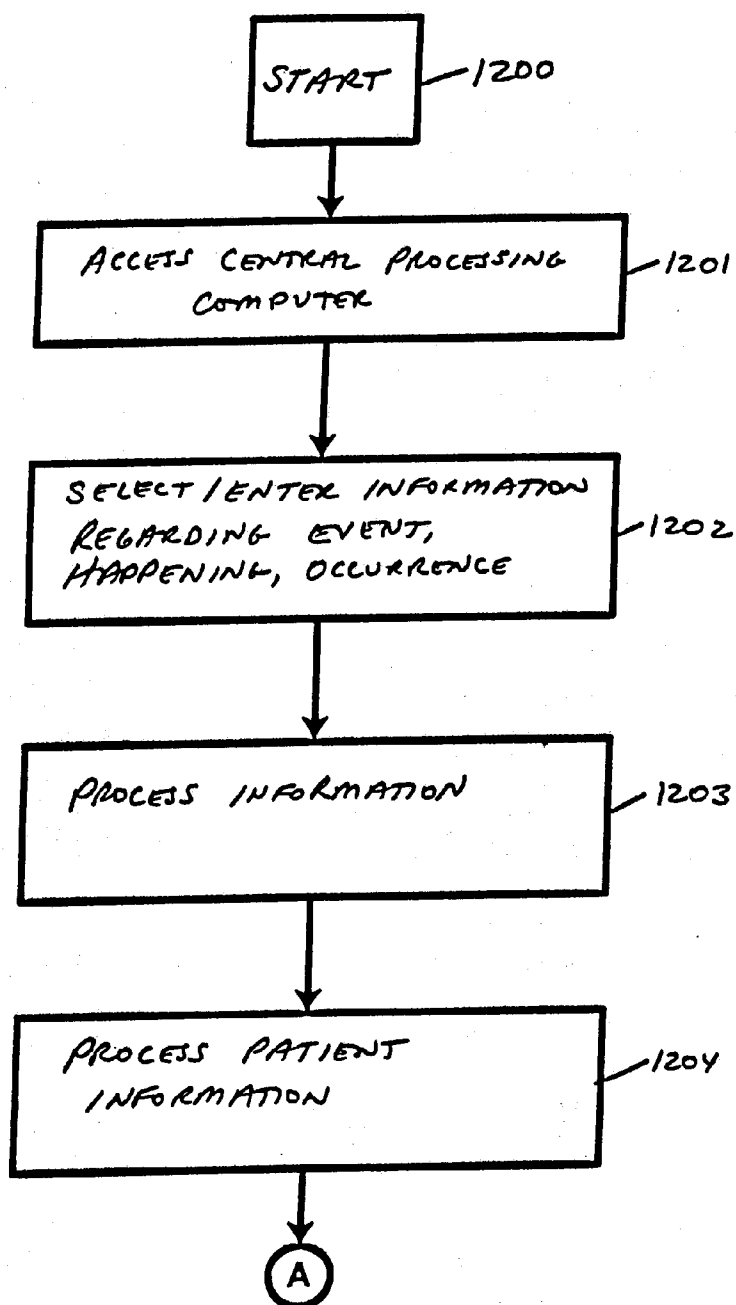 START
1200
ACCESS CENTRAL PROCESSING
COMPUTER
1201
SELECT/ENTER INFORMATION
REGARDING EVENT,
HAPPENING, OCCURRENCE
1202
PROCESS INFORMATION
1203
PROCESS PATIENT
INFORMATION
1204
A